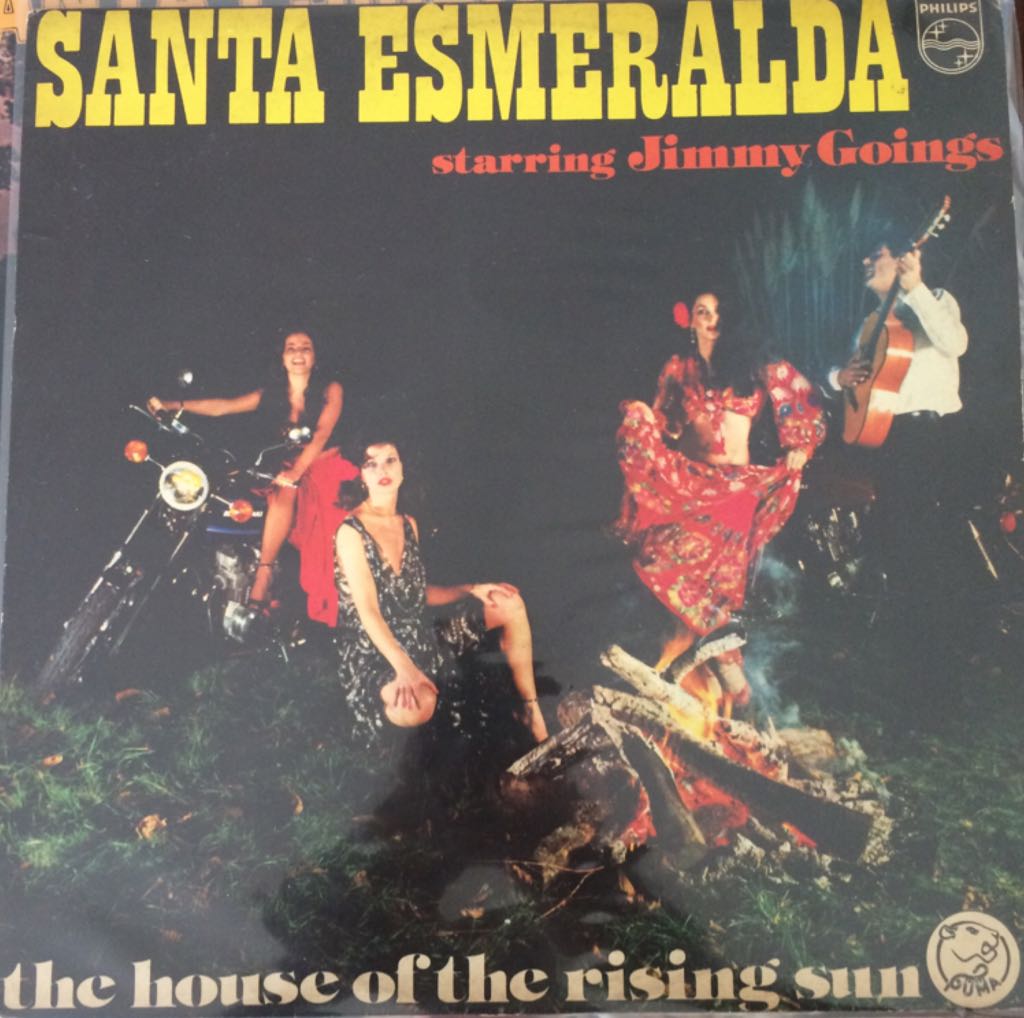 SANTA ESMERALDA
PHILIPS
starring Jimmy Goings
the house of the rising sun
PUMA